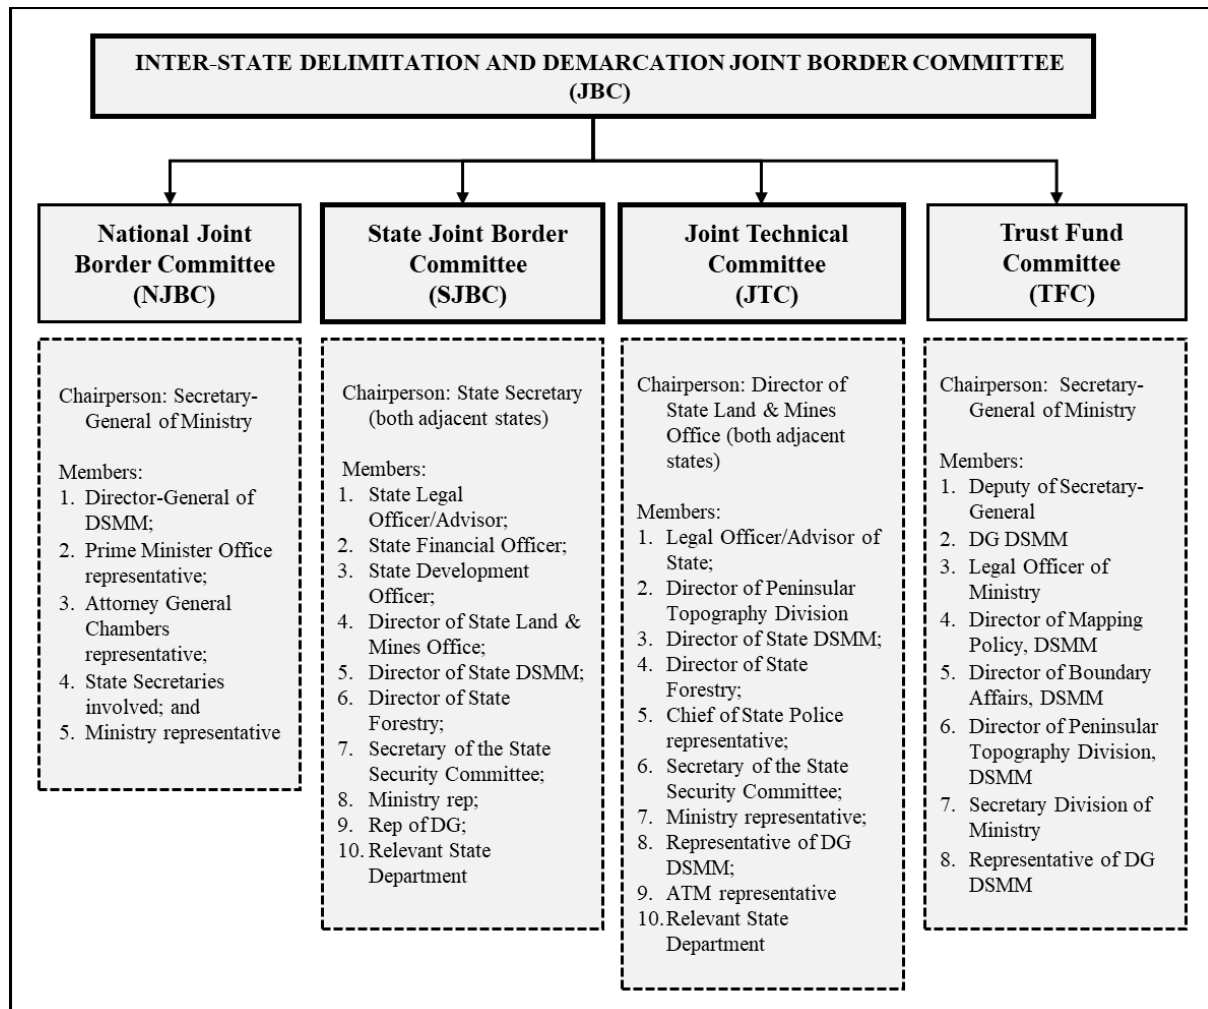 INTER-STATE DELIMITATION AND DEMARCATION JOINT BORDER COMMITTEE
(JBC)
National Joint
Border Committee
(NJBC)
Chairperson: Secretary-
General of Ministry
Members:
1. Director-General of
DSMM;
2. Prime Minister Office
representative;
3. Attorney General
Chambers
representative;
4. State Secretaries
involved; and
5. Ministry representative
State Joint Border
Committee
(SJBC)
Chairperson: State Secretary
(both adjacent states)
Members:
1. State Legal
Officer/Advisor;
2. State Financial Officer;
3. State Development
Officer;
4. Director of State Land &
Mines Office;
5. Director of State DSMM;
6. Director of State
Forestry;
7. Secretary of the State
Security Committee;
8. Ministry rep;
9. Rep of DG;
10. Relevant State
Department
Joint Technical
Committee
(JTC)
Chairperson: Director of
State Land & Mines
Office (both adjacent
states)
Members:
1. Legal Officer/Advisor of
State;
2. Director of Peninsular
Topography Division
3. Director of State DSMM;
4. Director of State
Forestry;
5. Chief of State Police
representative;
6. Secretary of the State
Security Committee;
7. Ministry representative;
8. Representative of DG
DSMM;
9. ATM representative
10. Relevant State
Department
Trust Fund
Committee
(TFC)
Chairperson: Secretary-
General of Ministry
Members:
1. Deputy of Secretary-
General
2. DG DSMM
3. Legal Officer of
Ministry
4. Director of Mapping
Policy, DSMM
5. Director of Boundary
Affairs, DSMM
6. Director of Peninsular
Topography Division,
DSMM
7. Secretary Division of
Ministry
8. Representative of DG
DSMM